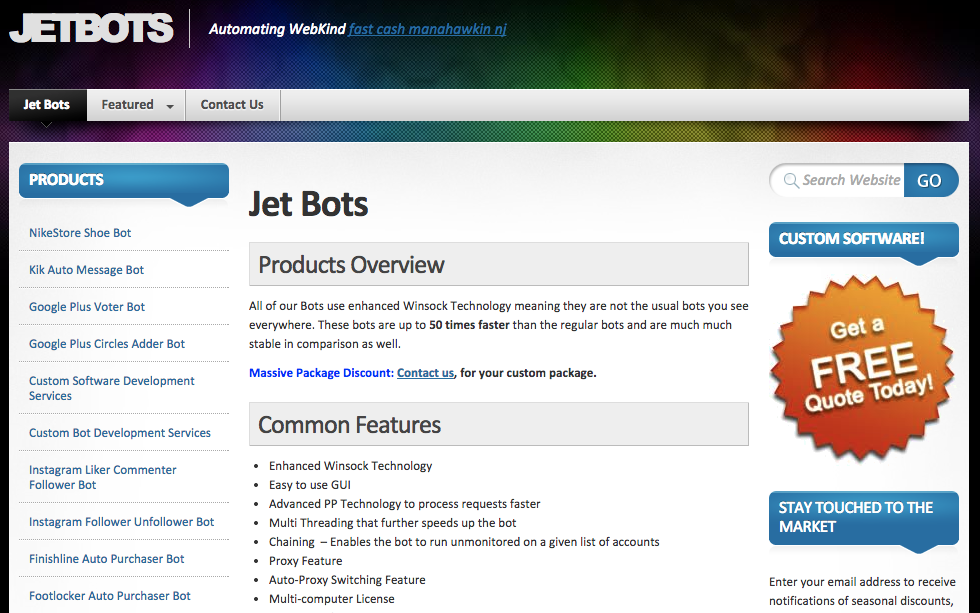 JETBOTS
Automating WebKind fast cash manahawkin nj
Jet Bots
Featured
Contact Us
PRODUCTS
NikeStore Shoe Bot
Kik Auto Message Bot
Google Plus Voter Bot
Google Plus Circles Adder Bot
Custom Software Development
Services
Custom Bot Development Services
Instagram Liker Commenter
Follower Bot
Instagram Follower Unfollower Bot
Finishline Auto Purchaser Bot
Footlocker Auto Purchaser Bot
Jet Bots
Products Overview
All of our Bots use enhanced Winsock Technology meaning they are not the usual bots you see
everywhere. These bots are up to 50 times faster than the regular bots and are much much
stable in comparison as well.
Massive Package Discount: Contact us, for your custom package.
Common Features
• Enhanced Winsock Technology
• Easy to use GUI
• Advanced PP Technology to process requests faster
• Multi Threading that further speeds up the bot
• Chaining – Enables the bot to run unmonitored on a given list of accounts
• Proxy Feature
• Auto-Proxy Switching Feature
• Multi-computer License
Search Website
GO
CUSTOM SOFTWARE!
Get a
FREE
Quote Today!
STAY TOUCHED TO THE
MARKET
Enter your email address to receive
notifications of seasonal discounts,